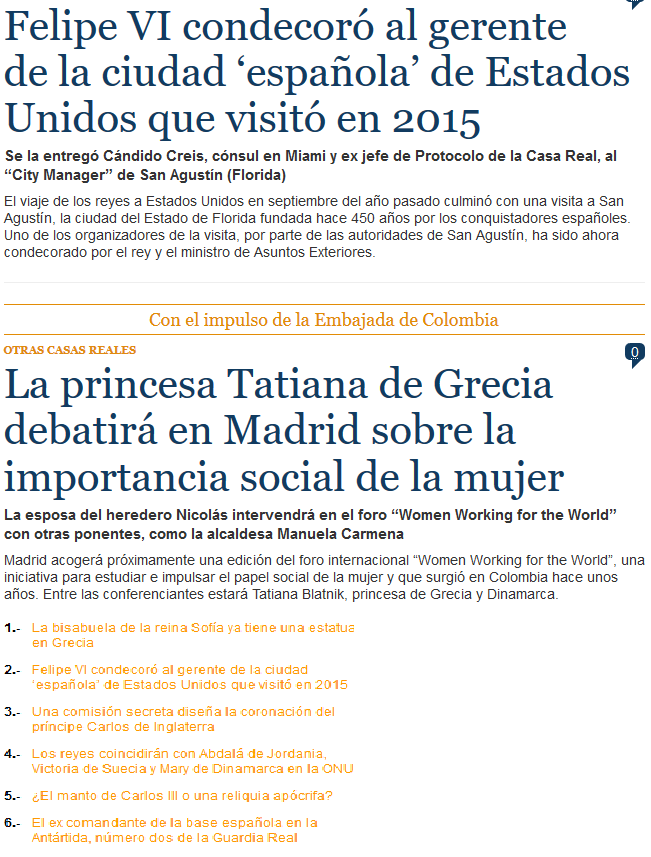 Felipe VI condecoró al gerente
de la ciudad ‘española’ de Estados
Unidos que visitó en 2015
Se la entregó Cándido Creis, cónsul en Miami y ex jefe de Protocolo de la Casa Real, al
“City Manager” de San Agustín (Florida)
El viaje de los reyes a Estados Unidos en septiembre del año pasado culminó con una visita a San
Agustín, la ciudad del Estado de Florida fundada hace 450 años por los conquistadores españoles.
Uno de los organizadores de la visita, por parte de las autoridades de San Agustín, ha sido ahora
condecorado por el rey y el ministro de Asuntos Exteriores.
Con el impulso de la Embajada de Colombia
OTRAS CASAS REALES
0
La princesa Tatiana de Grecia
debatirá en Madrid sobre la
importancia social de la mujer
La esposa del heredero Nicolás intervendrá en el foro “Women Working for the World”
con otras ponentes, como la alcaldesa Manuela Carmena
Madrid acogerá próximamente una edición del foro internacional “Women Working for the World”, una
iniciativa para estudiar e impulsar el papel social de la mujer y que surgió en Colombia hace unos
años. Entre las conferenciantes estará Tatiana Blatnik, princesa de Grecia y Dinamarca.
1.- La bisabuela de la reina Sofía ya tiene una estatua
en Grecia
2.- Felipe VI condecoró al gerente de la ciudad
‘española’ de Estados Unidos que visitó en 2015
3.- Una comisión secreta diseña la coronación del
príncipe Carlos de Inglaterra
4.- Los reyes coincidirán con Abdalá de Jordania,
Victoria de Suecia y Mary de Dinamarca en la ONU
5.- ¿El manto de Carlos III o una reliquia apócrifa?
6.- El ex comandante de la base española en la
Antártida, número dos de la Guardia Real